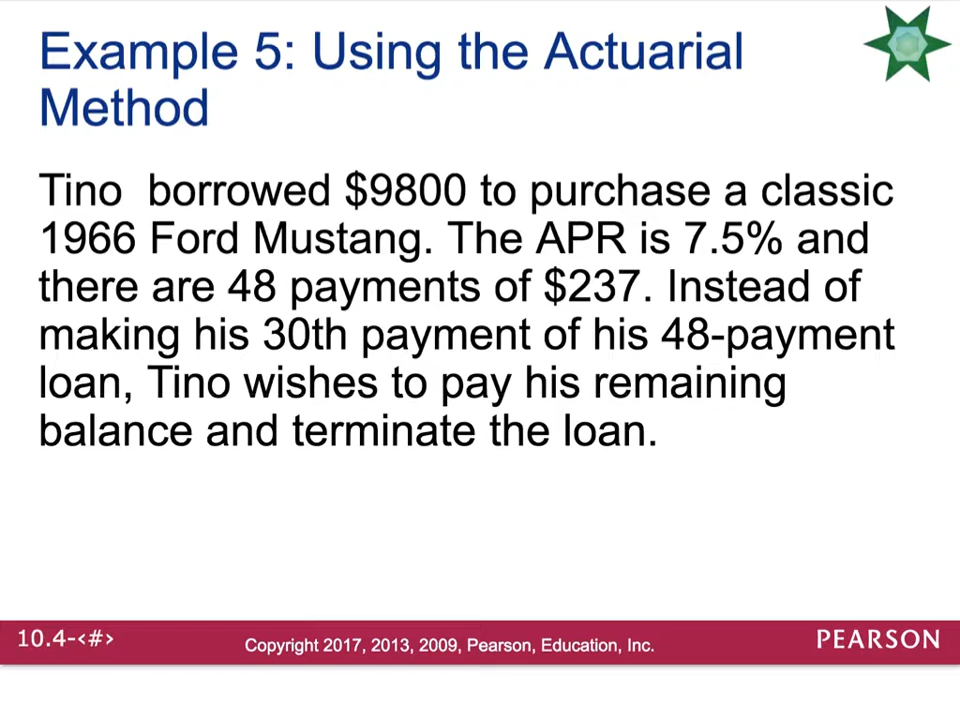 Example 5: Using the Actuarial
Method
Tino  borrowed $9800 to purchase a classic
1966 Ford Mustang. The APR is 7.5% and
there are 48 payments of $237. Instead of
making his 30th payment of his 48-payment
loan, Tino wishes to pay his remaining
balance and terminate the loan.
10.4-<#>
Copyright 2017, 2013, 2009, Pearson, Education, Inc.
PEARSON